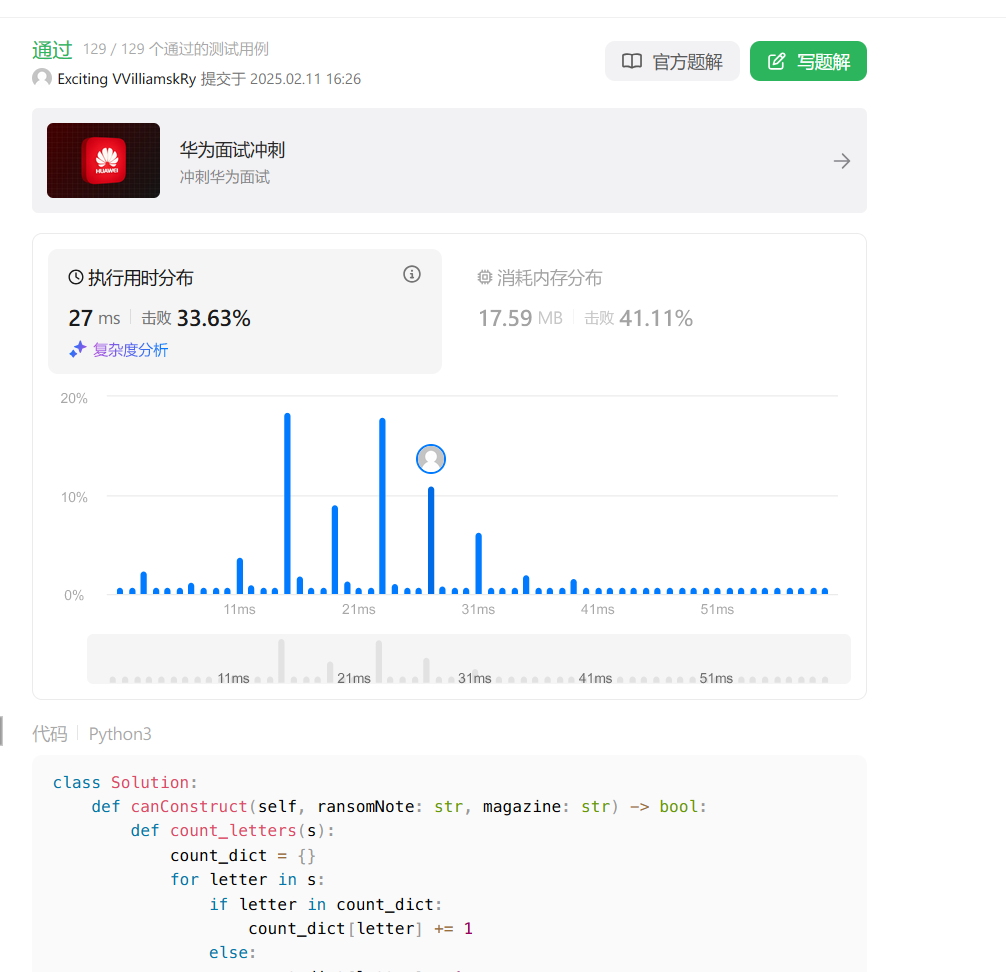 通过 129 / 129 个通过的测试用例
官方题解
写题解
Exciting VVilliamskRy 提交于 2025.02.11 16:26
HUAWEI
华为面试冲刺
冲刺华为面试
执行用时分布
27 ms 击败 33.63%
复杂度分析
消耗内存分布
17.59 MB 击败 41.11%
20%
10%
0%
11ms 21ms 31ms 41ms 51ms
11ms 21ms 31ms 41ms 51ms
代码 Python3
class Solution:
    def canConstruct(self, ransomNote: str, magazine: str) -> bool:
        def count_letters(s):
            count_dict = {}
            for letter in s:
                if letter in count_dict:
                    count_dict[letter] += 1
                else: